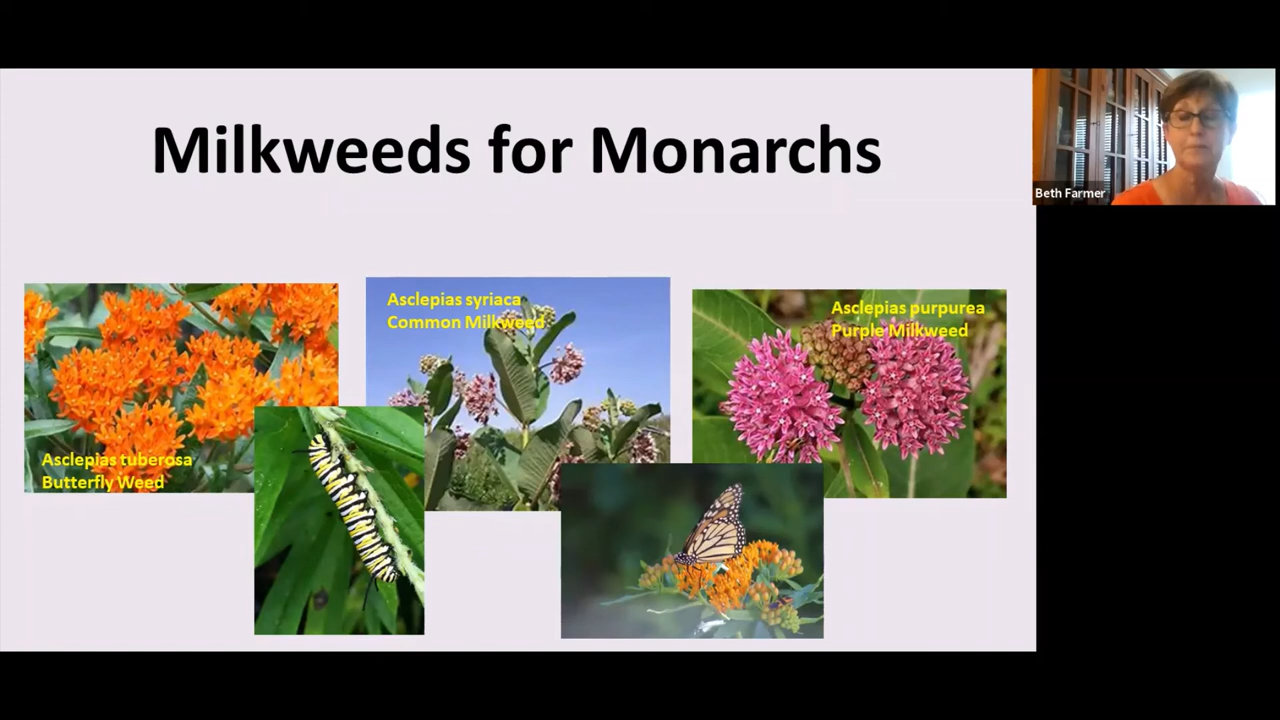 Milkweeds for Monarchs
Beth Farmer
Asclepias syriaca
Common Milkweed
Asclepias purpurea
Purple Milkweed
Asclepias tuberosa
Butterfly Weed